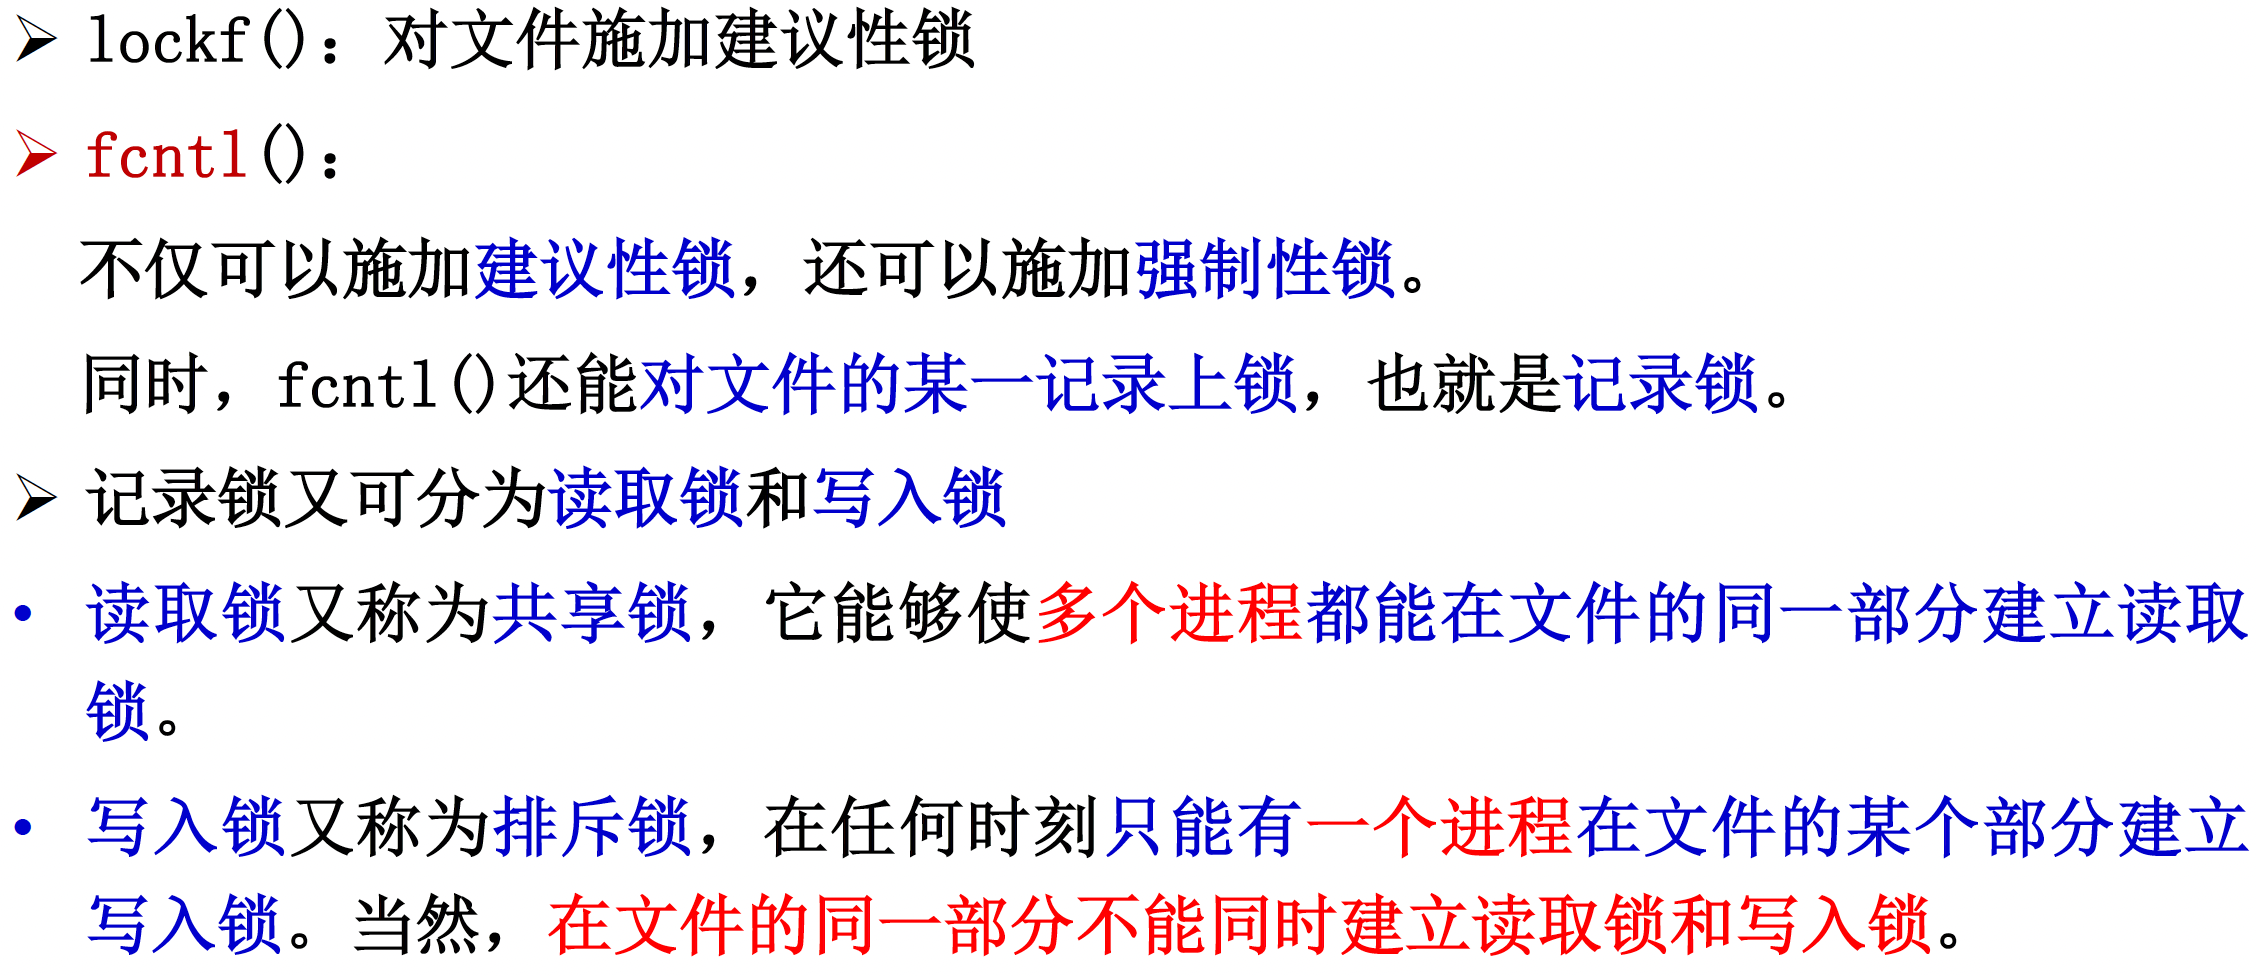 ➢ lockf()：对文件施加建议性锁
➢ fcntl()：
不仅可以施加建议性锁，还可以施加强制性锁。
同时，fcntl()还能对文件的某一记录上锁，也就是记录锁。
➢ 记录锁又可分为读取锁和写入锁
• 读取锁又称为共享锁，它能够使多个进程都能在文件的同一部分建立读取
锁。
• 写入锁又称为排斥锁，在任何时刻只能有一个进程在文件的某个部分建立
写入锁。当然，在文件的同一部分不能同时建立读取锁和写入锁。